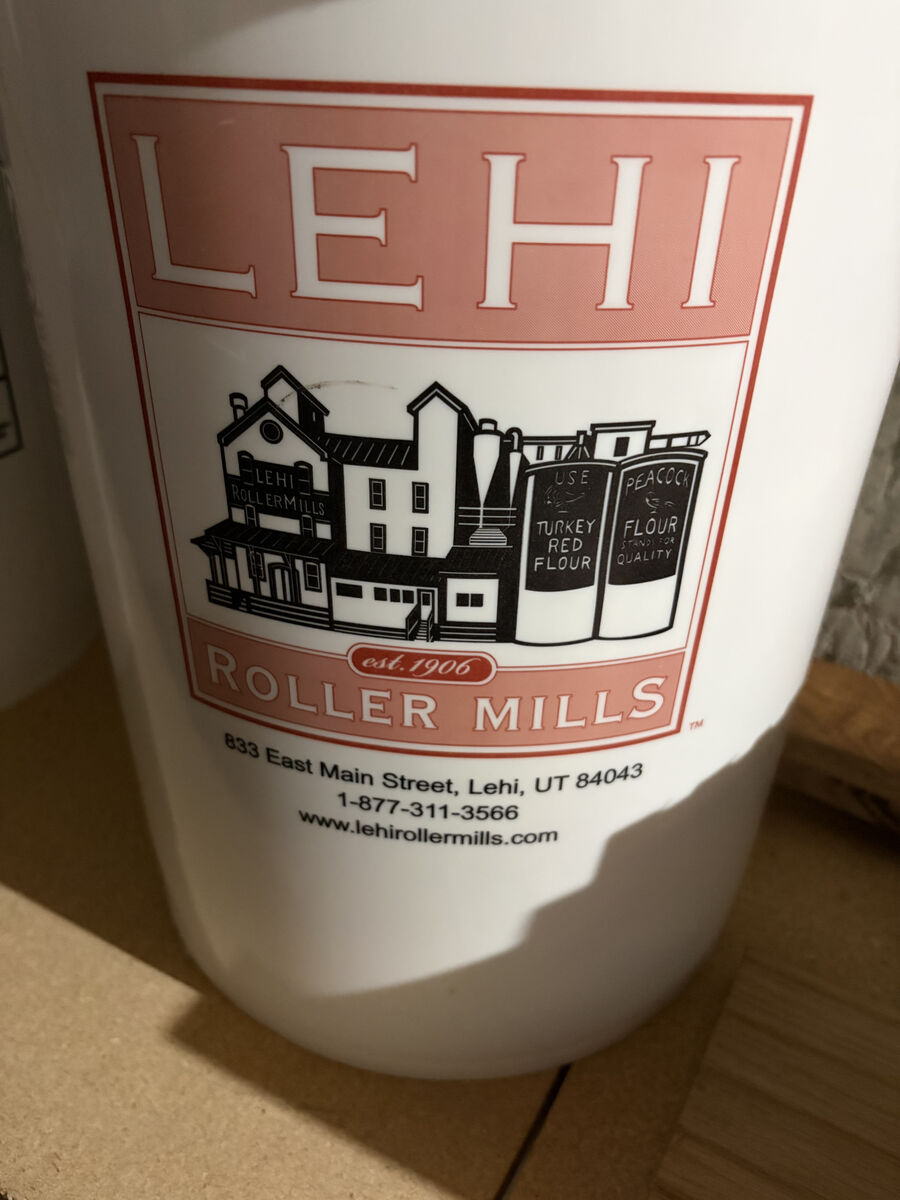 LEHI
LEHI
ROLLER MILLS
USE
TURKEY
RED
FLOUR
PEACOCK
FLOUR
STANDS FOR
QUALITY
est. 1906
ROLLER MILLS
TM
833 East Main Street, Lehi, UT 84043
1-877-311-3566
www.lehirollermills.com